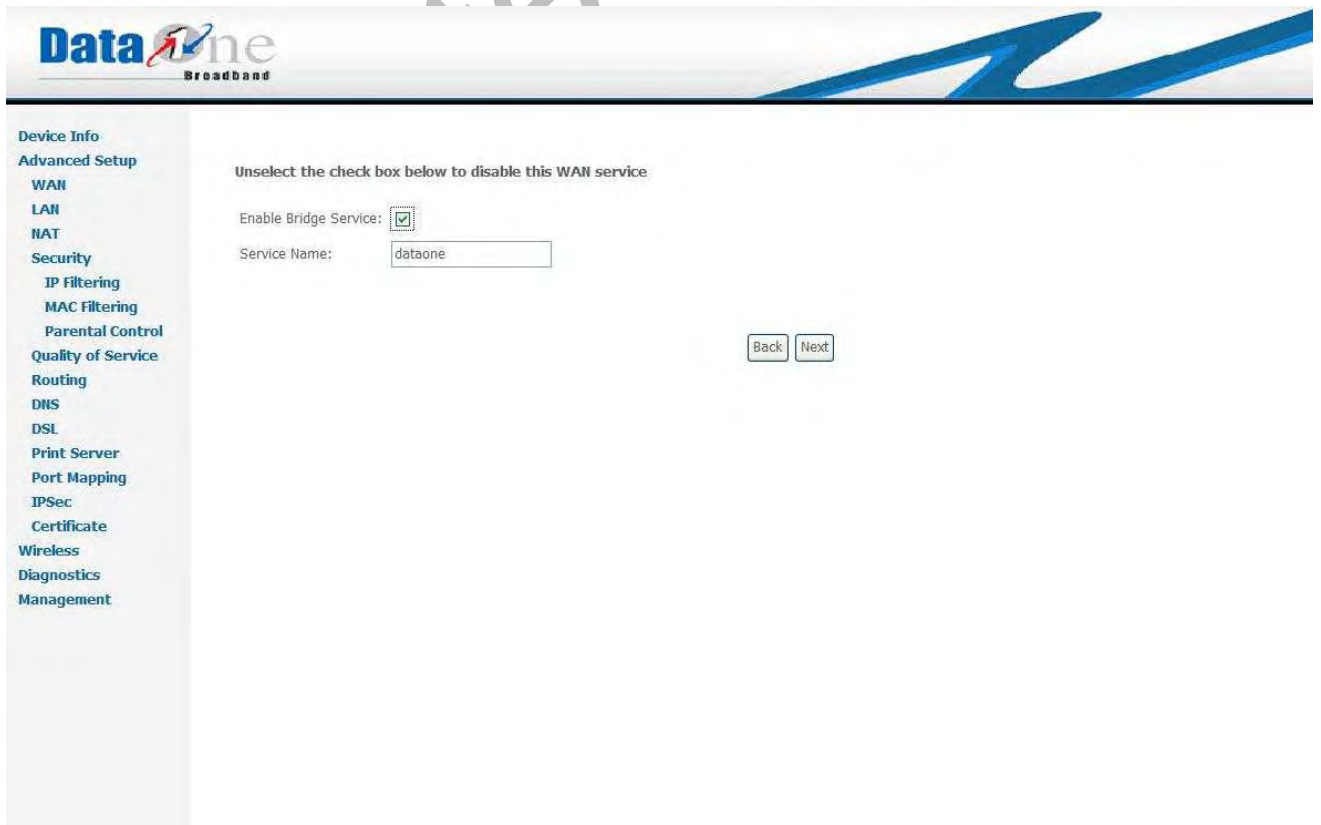 DataOne
Broadband
Device Info
Advanced Setup
WAN
LAN
NAT
Security
IP Filtering
MAC Filtering
Parental Control
Quality of Service
Routing
DNS
DSL
Print Server
Port Mapping
IPSec
Certificate
Wireless
Diagnostics
Management
Unselect the check box below to disable this WAN service
Enable Bridge Service:
Service Name: dataone
Back Next